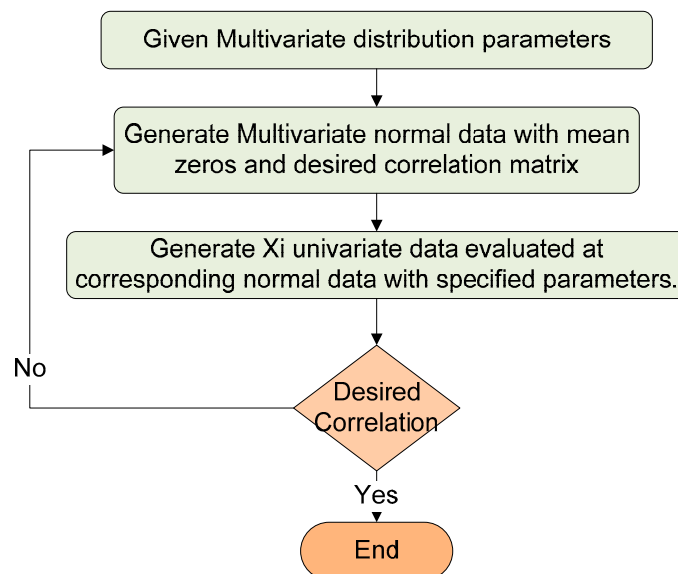 Given Multivariate distribution parameters
Generate Multivariate normal data with mean
zeros and desired correlation matrix
Generate Xi univariate data evaluated at
corresponding normal data with specified parameters.
No
Desired
Correlation
Yes
End